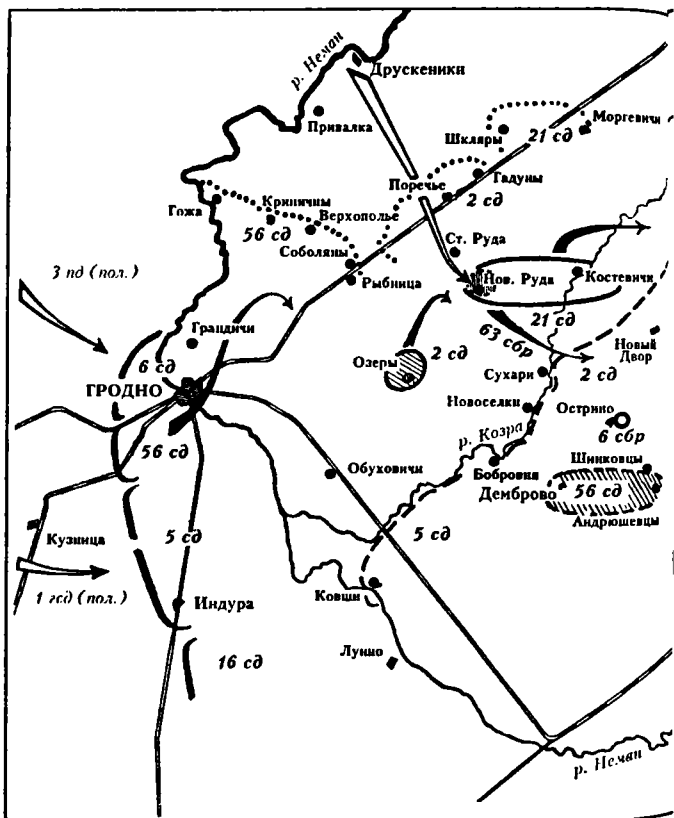 р. Неман
Друскеники
Привалка
Моргевичи
Шкляры
21 сд
Гадуны
Поречье
2 сд
Гожа
Криничны
Верхополье
56 сд
Соболяны
Ст. Руда
Рыбница
Нов. Руда
Костевичи
3 пд (пол.)
21 сд
63 сбр
Грандичи
6 сд
Озеры
2 сд
Новый
Двор
2 сд
Сухари
ГРОДНО
Новоселки
Острино
6 сбр
р. Козра
56 сд
Обуховичи
Бобровня
Шниковцы
Демброво
56 сд
Андрюшевцы
Кузница
5 сд
5 сд
1 гсд (пол.)
Индура
Ковши
16 сд
Лунно
р. Неман